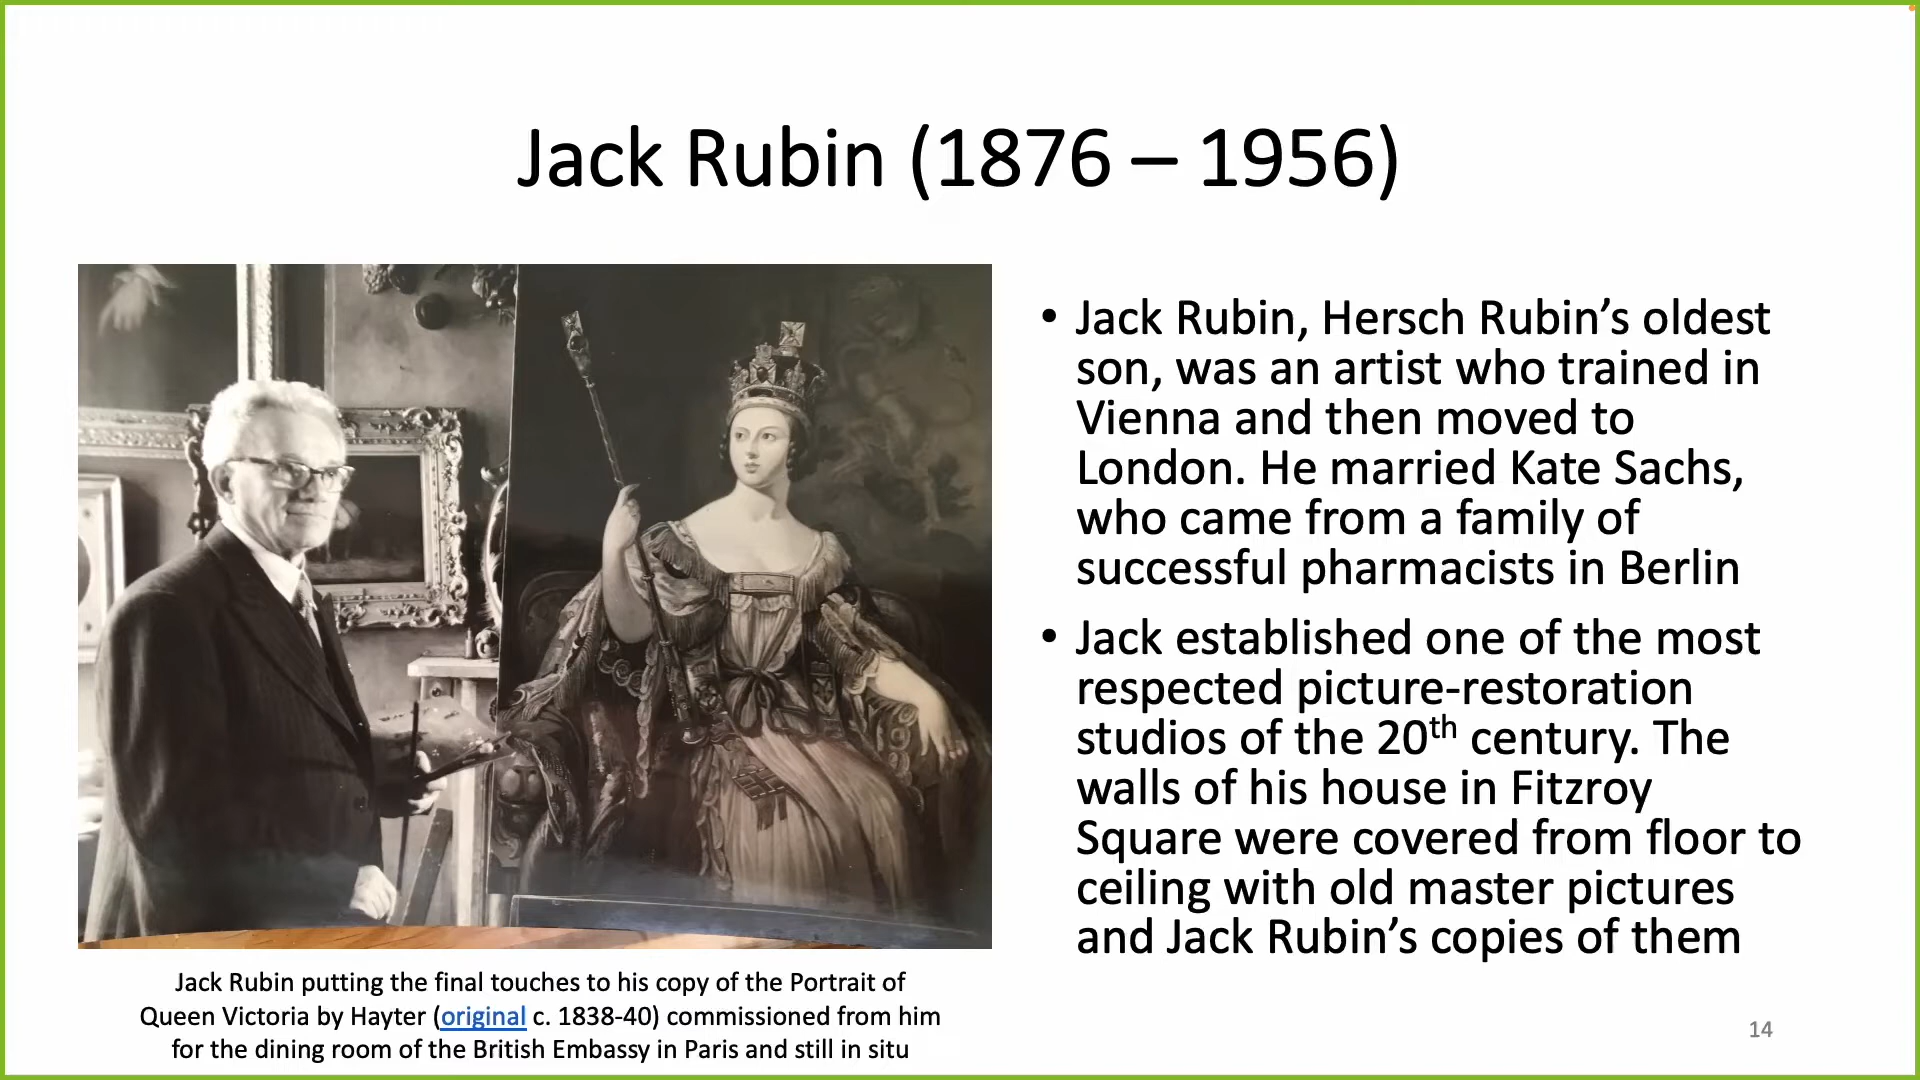 Jack Rubin (1876 – 1956)
• Jack Rubin, Hersch Rubin’s oldest
son, was an artist who trained in
Vienna and then moved to
London. He married Kate Sachs,
who came from a family of
successful pharmacists in Berlin
• Jack established one of the most
respected picture-restoration
studios of the 20th century. The
walls of his house in Fitzroy
Square were covered from floor to
ceiling with old master pictures
and Jack Rubin’s copies of them
Jack Rubin putting the final touches to his copy of the Portrait of
Queen Victoria by Hayter (original c. 1838-40) commissioned from him
for the dining room of the British Embassy in Paris and still in situ
14